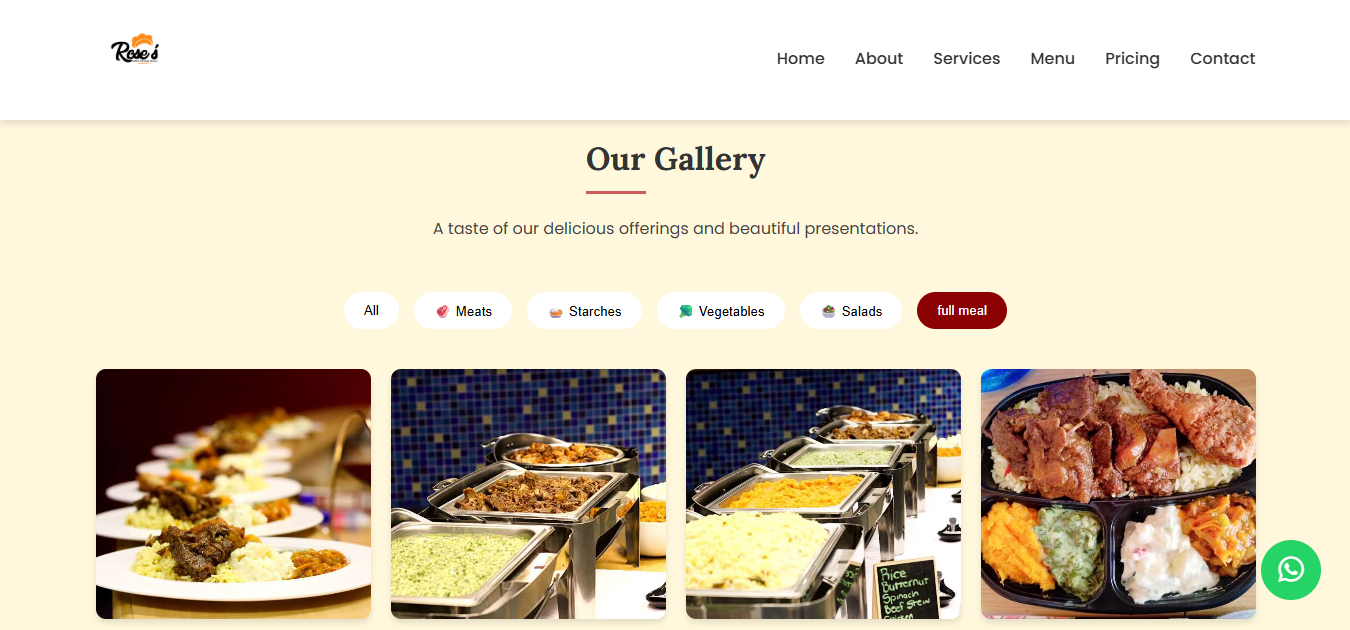 Rose's
Home About Services Menu Pricing Contact
Our Gallery
A taste of our delicious offerings and beautiful presentations.
All Meats Starches Vegetables Salads full meal
Rice
Butternut
Spinach
Beef Stew